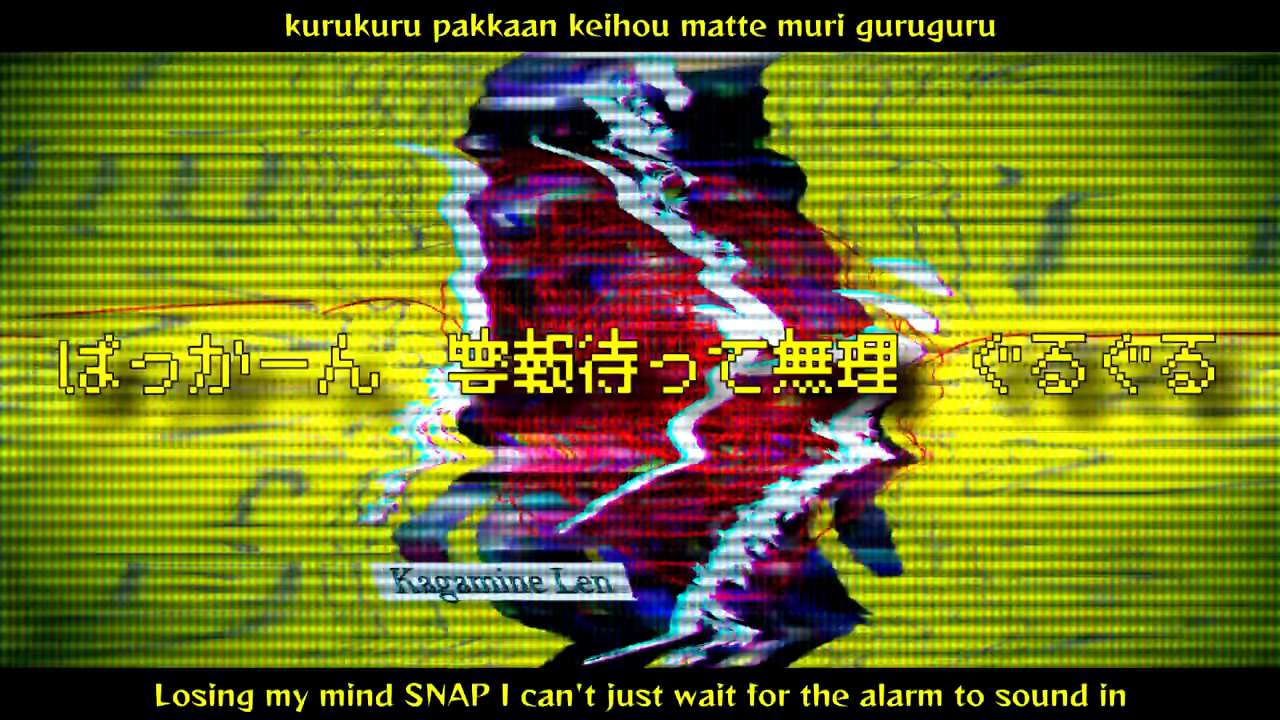 kurukuru pakkaan keihou matte muri guruguru
ぱっかーん 警報待って無理 ぐるぐる
Kagamine Len
Losing my mind SNAP I can't just wait for the alarm to sound in